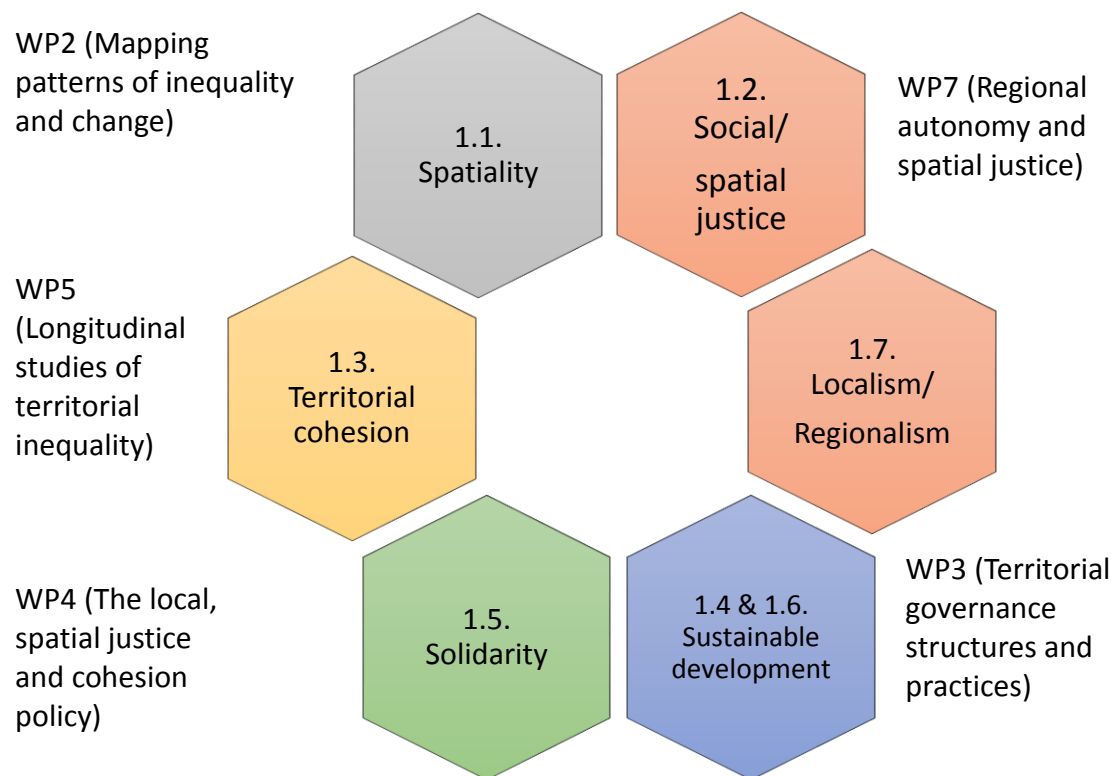 WP2 (Mapping
patterns of inequality
and change)
1.1.
Spatiality
1.2.
Social/
spatial
justice
WP7 (Regional
autonomy and
spatial justice)
WP5
(Longitudinal
studies of
territorial
inequality)
1.3.
Territorial
cohesion
1.7.
Localism/
Regionalism
WP4 (The local,
spatial justice
and cohesion
policy)
1.5.
Solidarity
1.4 & 1.6.
Sustainable
development
WP3 (Territorial
governance
structures and
practices)